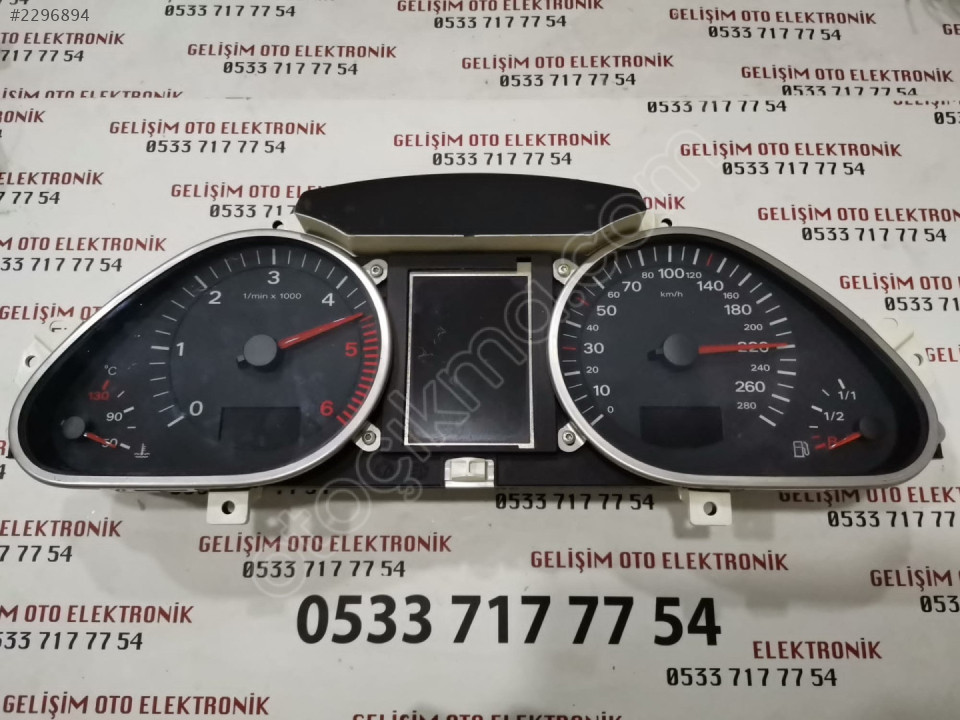 #2296894
GELİŞİM OTO ELEKTRONİK
0533 717 77 54
GELİŞİM OTO ELEKTRONİK
0533 717 77 54
GELİŞİM OTO ELEKTRONİK
0533 717 77 54
GELİŞİM OTO ELEKTRONİK
0533 717 77 54
GELİŞİM OTO ELEKTRONİK
0533 717 77 54
GELİŞİM OTO ELEKTRONİK
0533 717 77 54
otoçıkmd.com
1/min x 1000
0
1
2
3
4
5
6
°C
130
90
50
km/h
0
10
20
30
40
50
60
70
80
100
120
140
160
180
200
220
240
260
280
1/1
1/2
R
GELİŞİM OTO ELEKTRONİK
0533 717 77 54
GELİŞİM OTO ELEKTRONİK
0533 717 77 54
GELİŞİM OTO ELEKTRONİK
0533 717 77 54
0533 717 77 54
ELEKTRONİK
0533 717 77 54
GELİŞİM OTO ELEKTRONİK